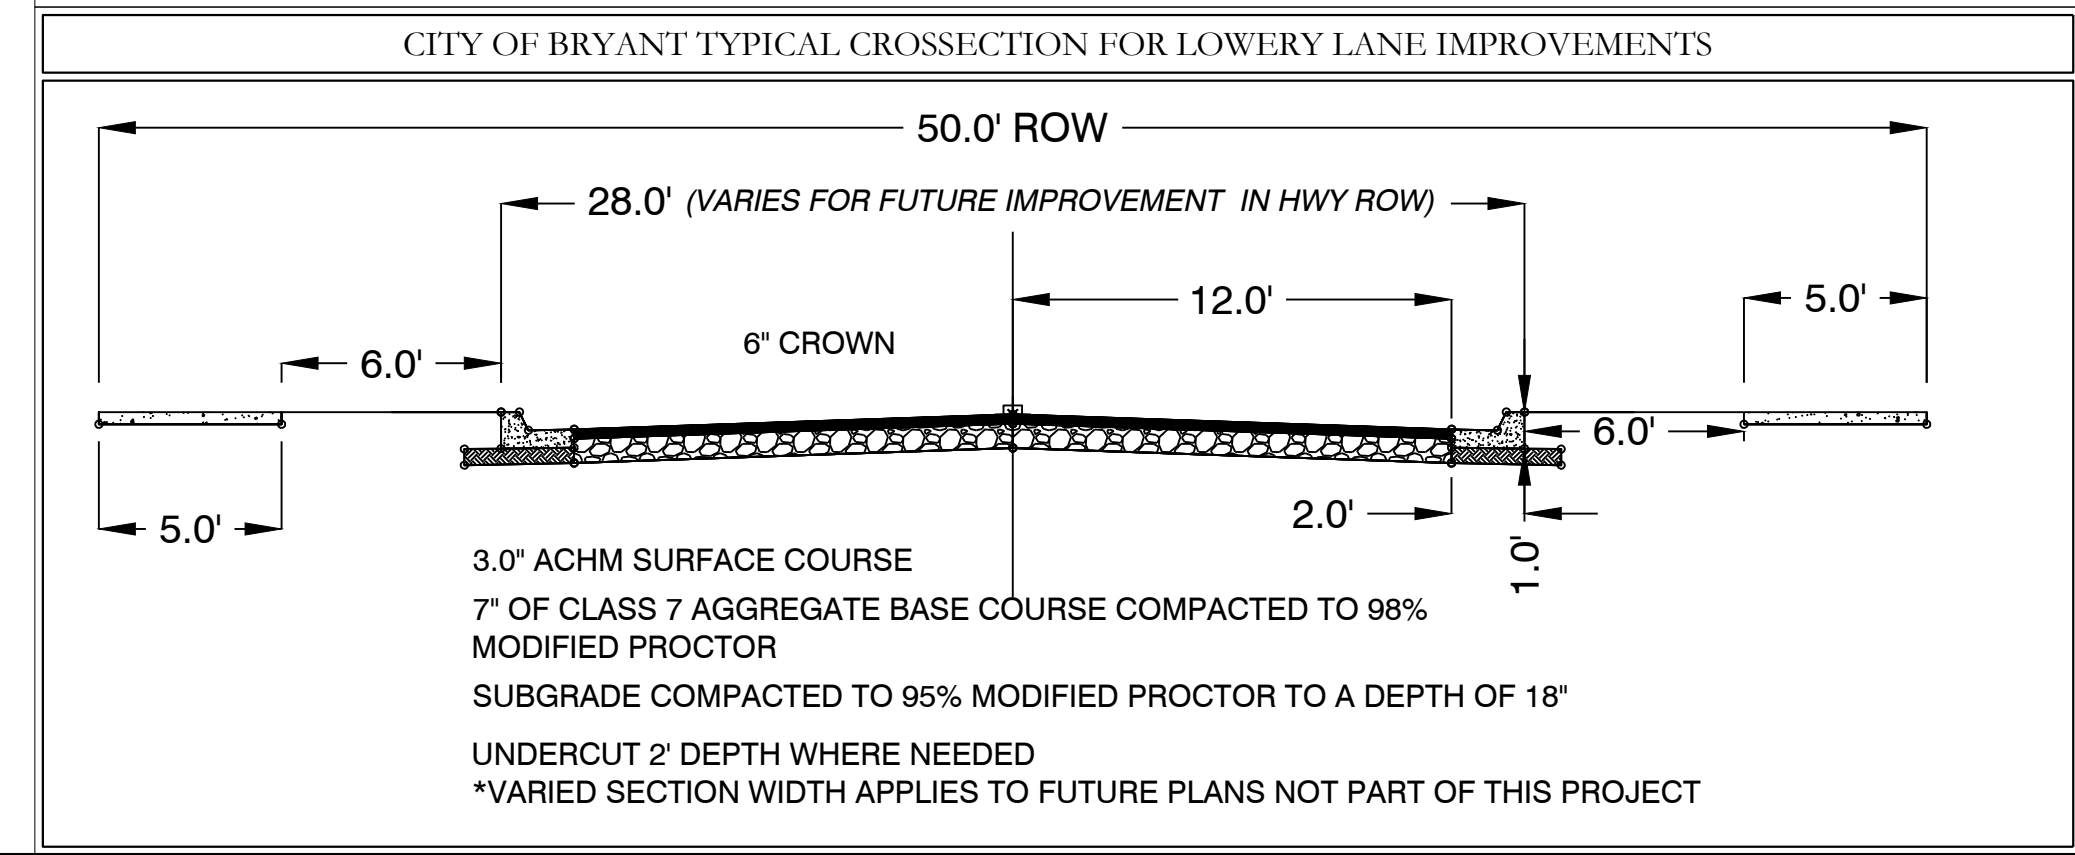 CITY OF BRYANT TYPICAL CROSSECTION FOR LOWERY LANE IMPROVEMENTS
50.0' ROW
28.0' (VARIES FOR FUTURE IMPROVEMENT IN HWY ROW)
12.0'
5.0'
6" CROWN
6.0'
6.0'
5.0'
2.0'
1.0'
3.0" ACHM SURFACE COURSE
7" OF CLASS 7 AGGREGATE BASE COURSE COMPACTED TO 98%
MODIFIED PROCTOR
SUBGRADE COMPACTED TO 95% MODIFIED PROCTOR TO A DEPTH OF 18"
UNDERCUT 2' DEPTH WHERE NEEDED
*VARIED SECTION WIDTH APPLIES TO FUTURE PLANS NOT PART OF THIS PROJECT